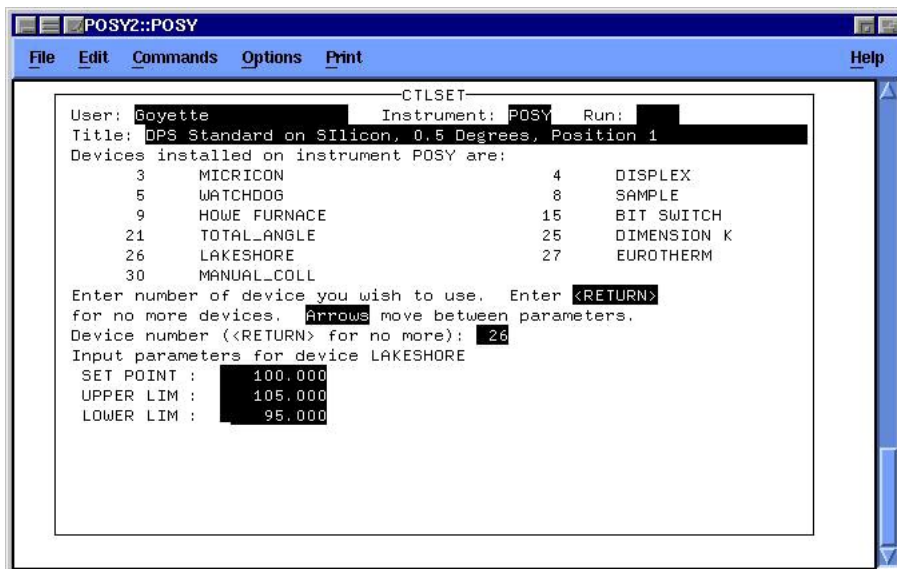 POSY2::POSY
File Edit Commands Options Print Help
CTLSET
User: Goyette Instrument: POSY Run:
Title: DPS Standard on SIlicon, 0.5 Degrees, Position 1
Devices installed on instrument POSY are:
3 MICRICON 4 DISPLEX
5 WATCHDOG 8 SAMPLE
9 HOWE FURNACE 15 BIT SWITCH
21 TOTAL_ANGLE 25 DIMENSION K
26 LAKESHORE 27 EUROTHERM
30 MANUAL_COLL
Enter number of device you wish to use. Enter <RETURN>
for no more devices. Arrows move between parameters.
Device number (<RETURN> for no more): 26
Input parameters for device LAKESHORE
SET POINT : 100.000
UPPER LIM : 105.000
LOWER LIM : 95.000